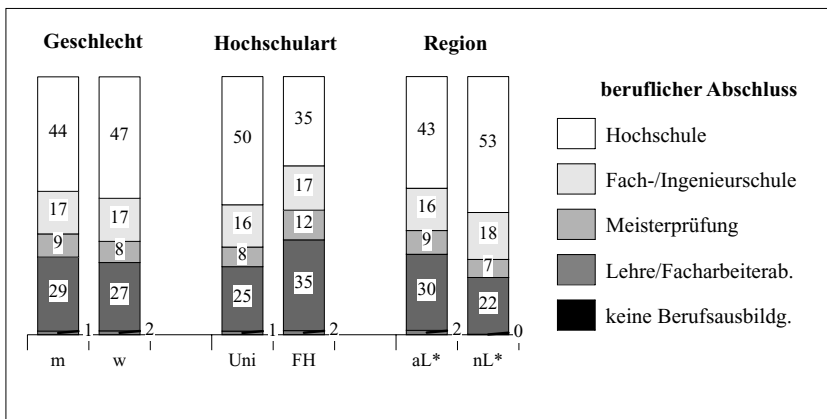 Geschlecht Hochschulart Region
beruflicher Abschluss
Hochschule
Fach-/Ingenieurschule
Meisterprüfung
Lehre/Facharbeiterab.
keine Berufsausbildg.
44 47 50 35 43 53
17 17 16 17 16 18
9 8 8 12 9 7
29 27 25 35 30 22
1 2 1 2 2 0
m w Uni FH aL* nL*